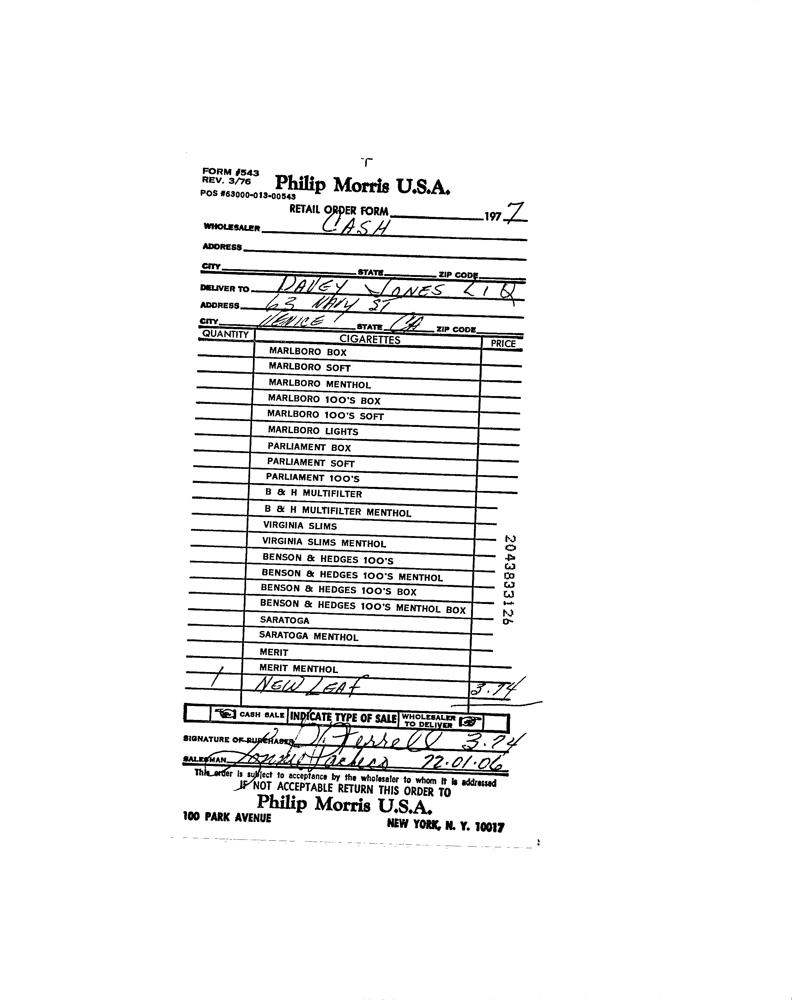 FORM #543
REV. 3/76
POS #63000-013-00543
Philip Morris U.S.A.
RETAIL ORDER FORM 197 7
WHOLESALER CASH
ADDRESS
CITY STATE ZIP CODE
DELIVER TO DAVEY JONES LIQ
ADDRESS 63 NAVY ST
CITY VENICE STATE CA ZIP CODE
QUANTITY CIGARETTES PRICE
MARLBORO BOX
MARLBORO SOFT
MARLBORO MENTHOL
MARLBORO 100'S BOX
MARLBORO 100'S SOFT
MARLBORO LIGHTS
PARLIAMENT BOX
PARLIAMENT SOFT
PARLIAMENT 100'S
B & H MULTIFILTER
B & H MULTIFILTER MENTHOL
VIRGINIA SLIMS
VIRGINIA SLIMS MENTHOL
BENSON & HEDGES 100'S
BENSON & HEDGES 100'S MENTHOL
BENSON & HEDGES 100'S BOX
BENSON & HEDGES 100'S MENTHOL BOX
SARATOGA
SARATOGA MENTHOL
MERIT
MERIT MENTHOL
1 NEW LEAF 3.74
2043833126
CASH SALE INDICATE TYPE OF SALE WHOLESALER TO DELIVER
SIGNATURE OF PURCHASER D. Ferrell 3.74
SALESMAN Pacheco 72.01.06
This order is subject to acceptance by the wholesaler to whom it is addressed
IF NOT ACCEPTABLE RETURN THIS ORDER TO
Philip Morris U.S.A.
100 PARK AVENUE NEW YORK, N. Y. 10017